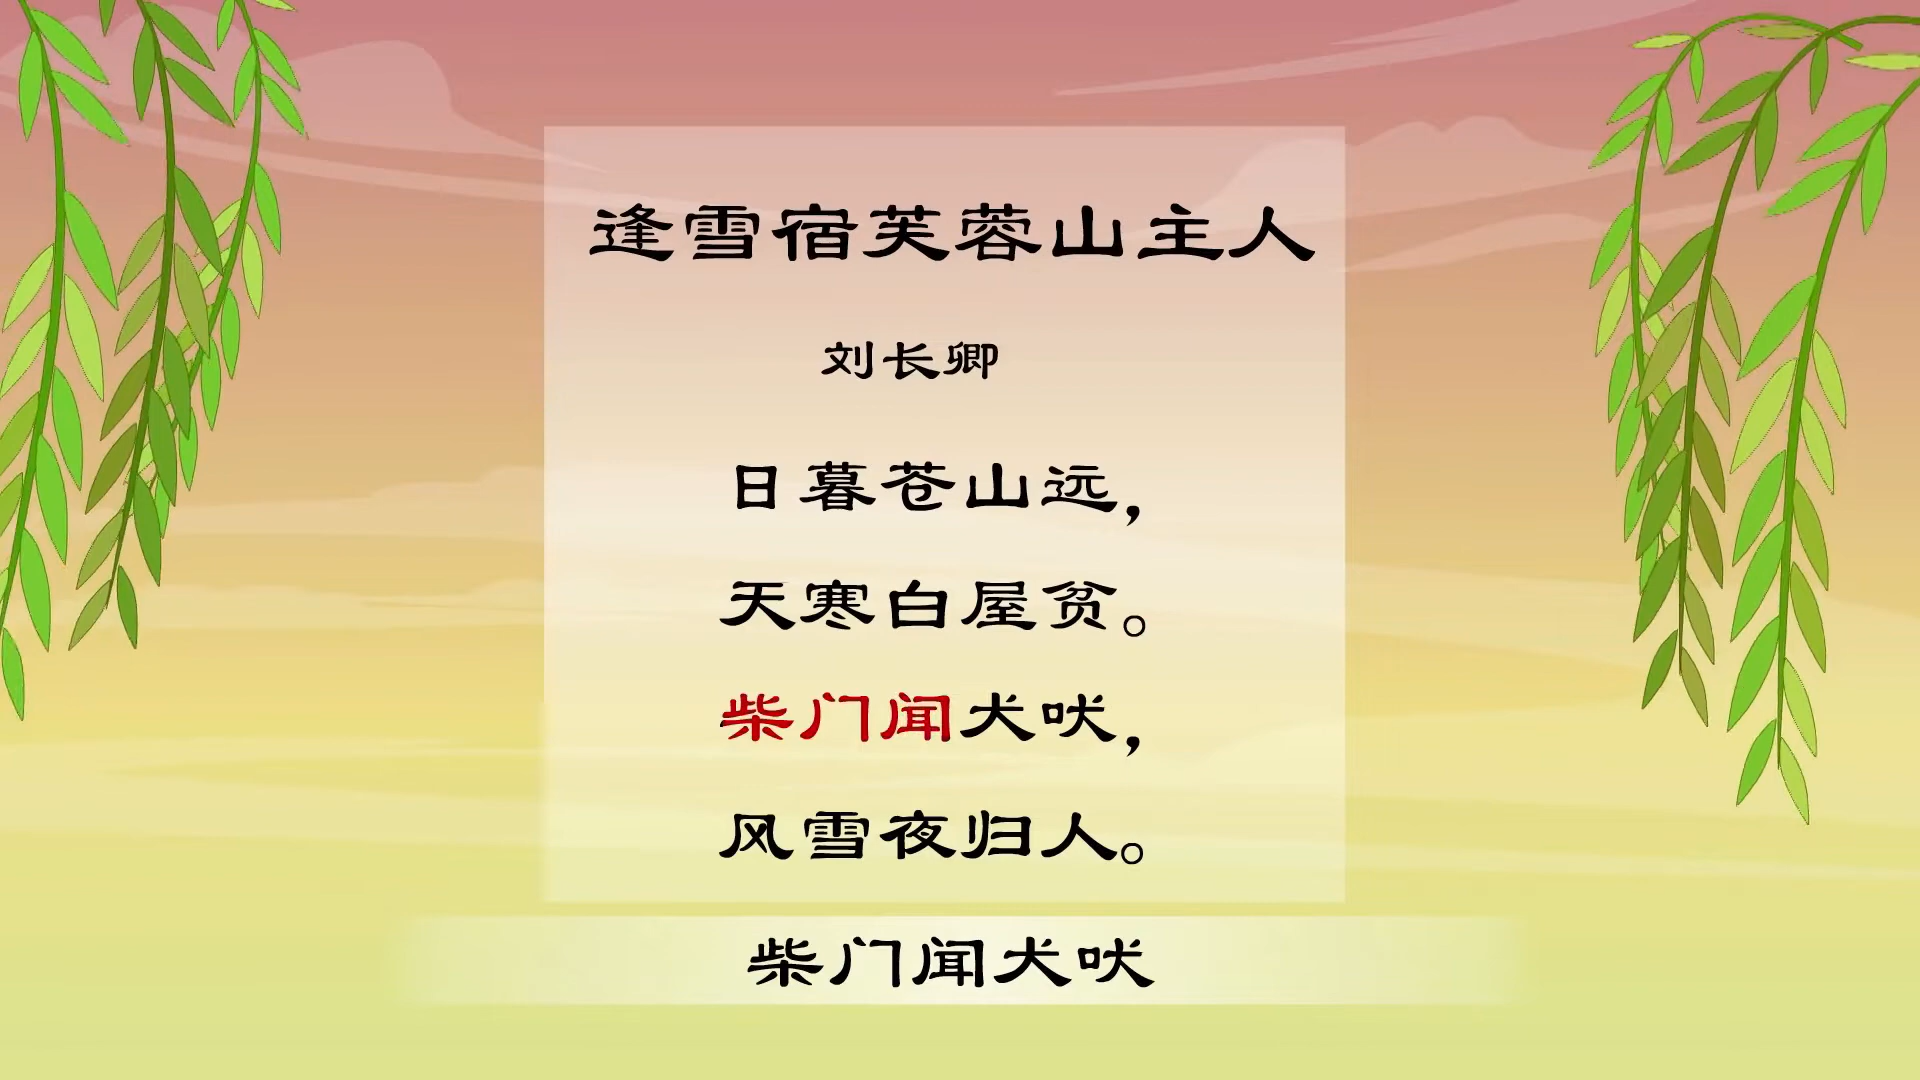 逢雪宿芙蓉山主人
刘长卿
日暮苍山远，
天寒白屋贫。
柴门闻犬吠，
风雪夜归人。
柴门闻犬吠